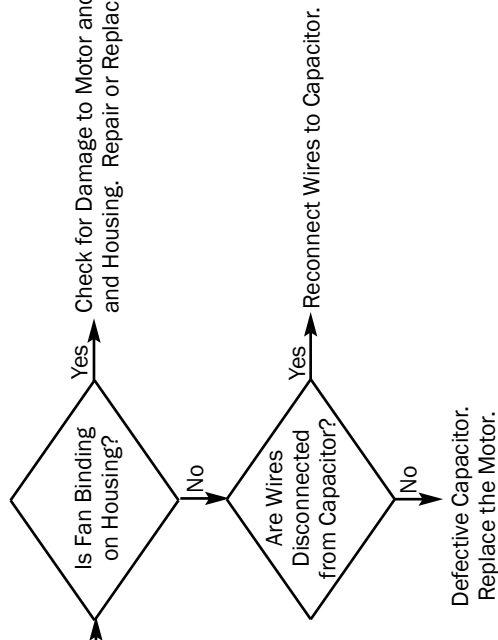 Is Fan Binding
on Housing?
Yes
Check for Damage to Motor and
and Housing. Repair or
No
Are Wires
Disconnected
from Capacitor?
Yes
Reconnect Wires to Capacitor.
No
Defective Capacitor.
Replace the Motor.